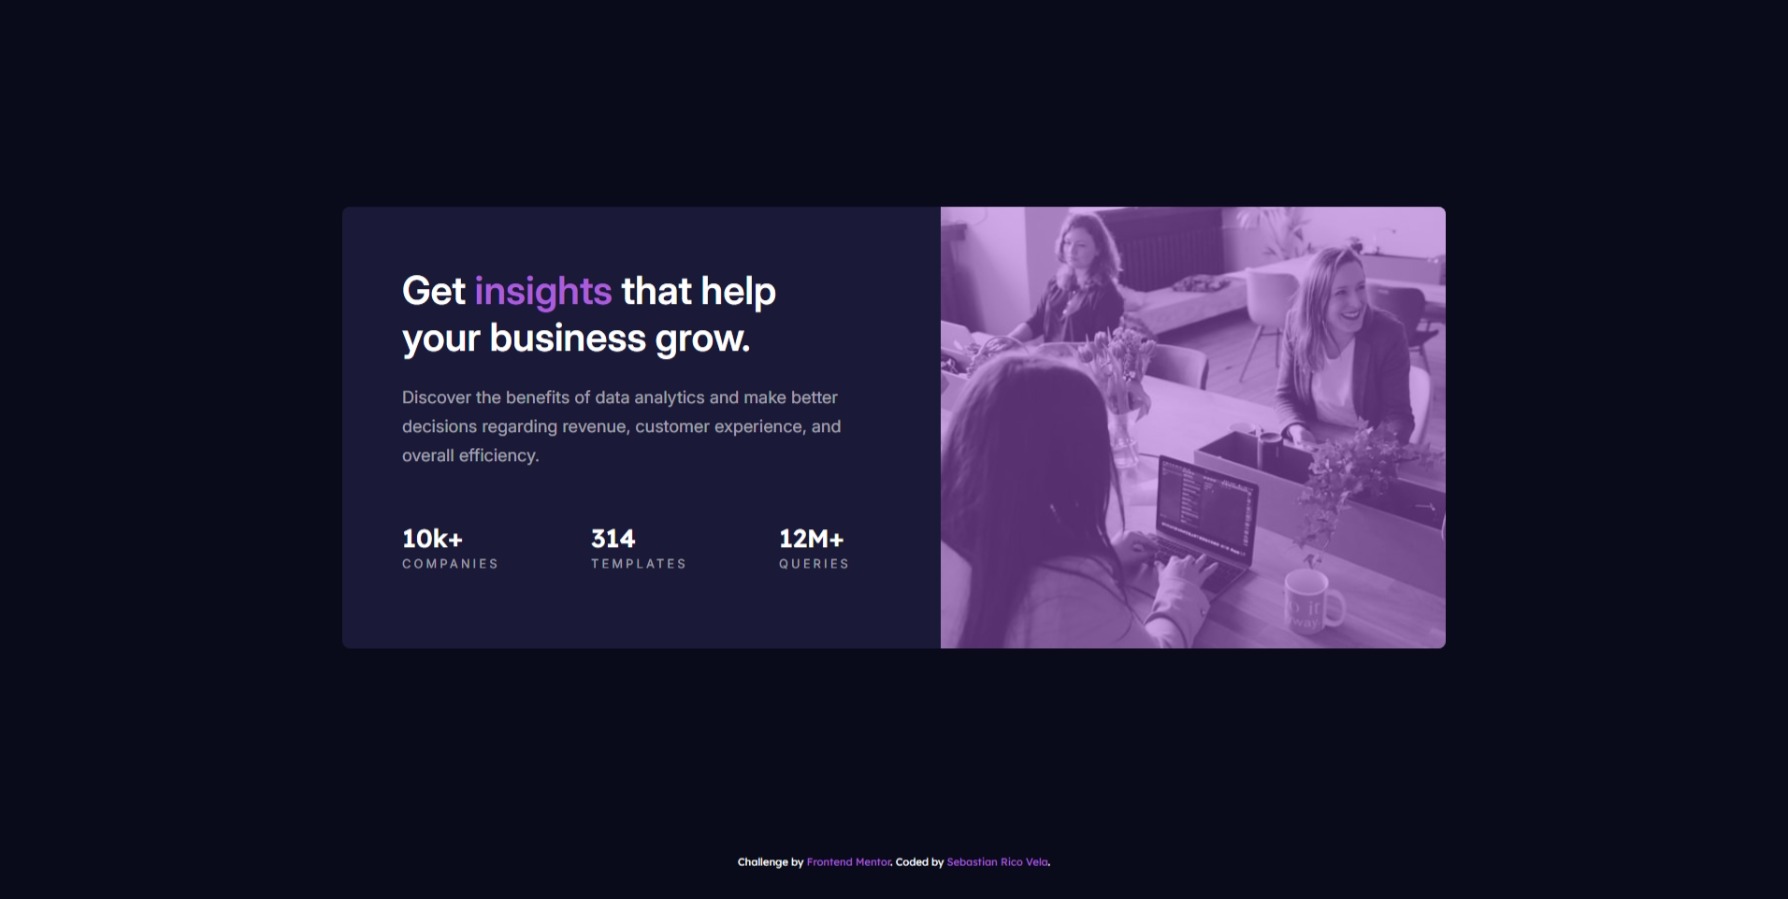 Get insights that help
your business grow.
Discover the benefits of data analytics and make better
decisions regarding revenue, customer experience, and
overall efficiency.
10k+ 314 12M+
COMPANIES TEMPLATES QUERIES
Challenge by Frontend Mentor. Coded by Sebastian Rico Vela.